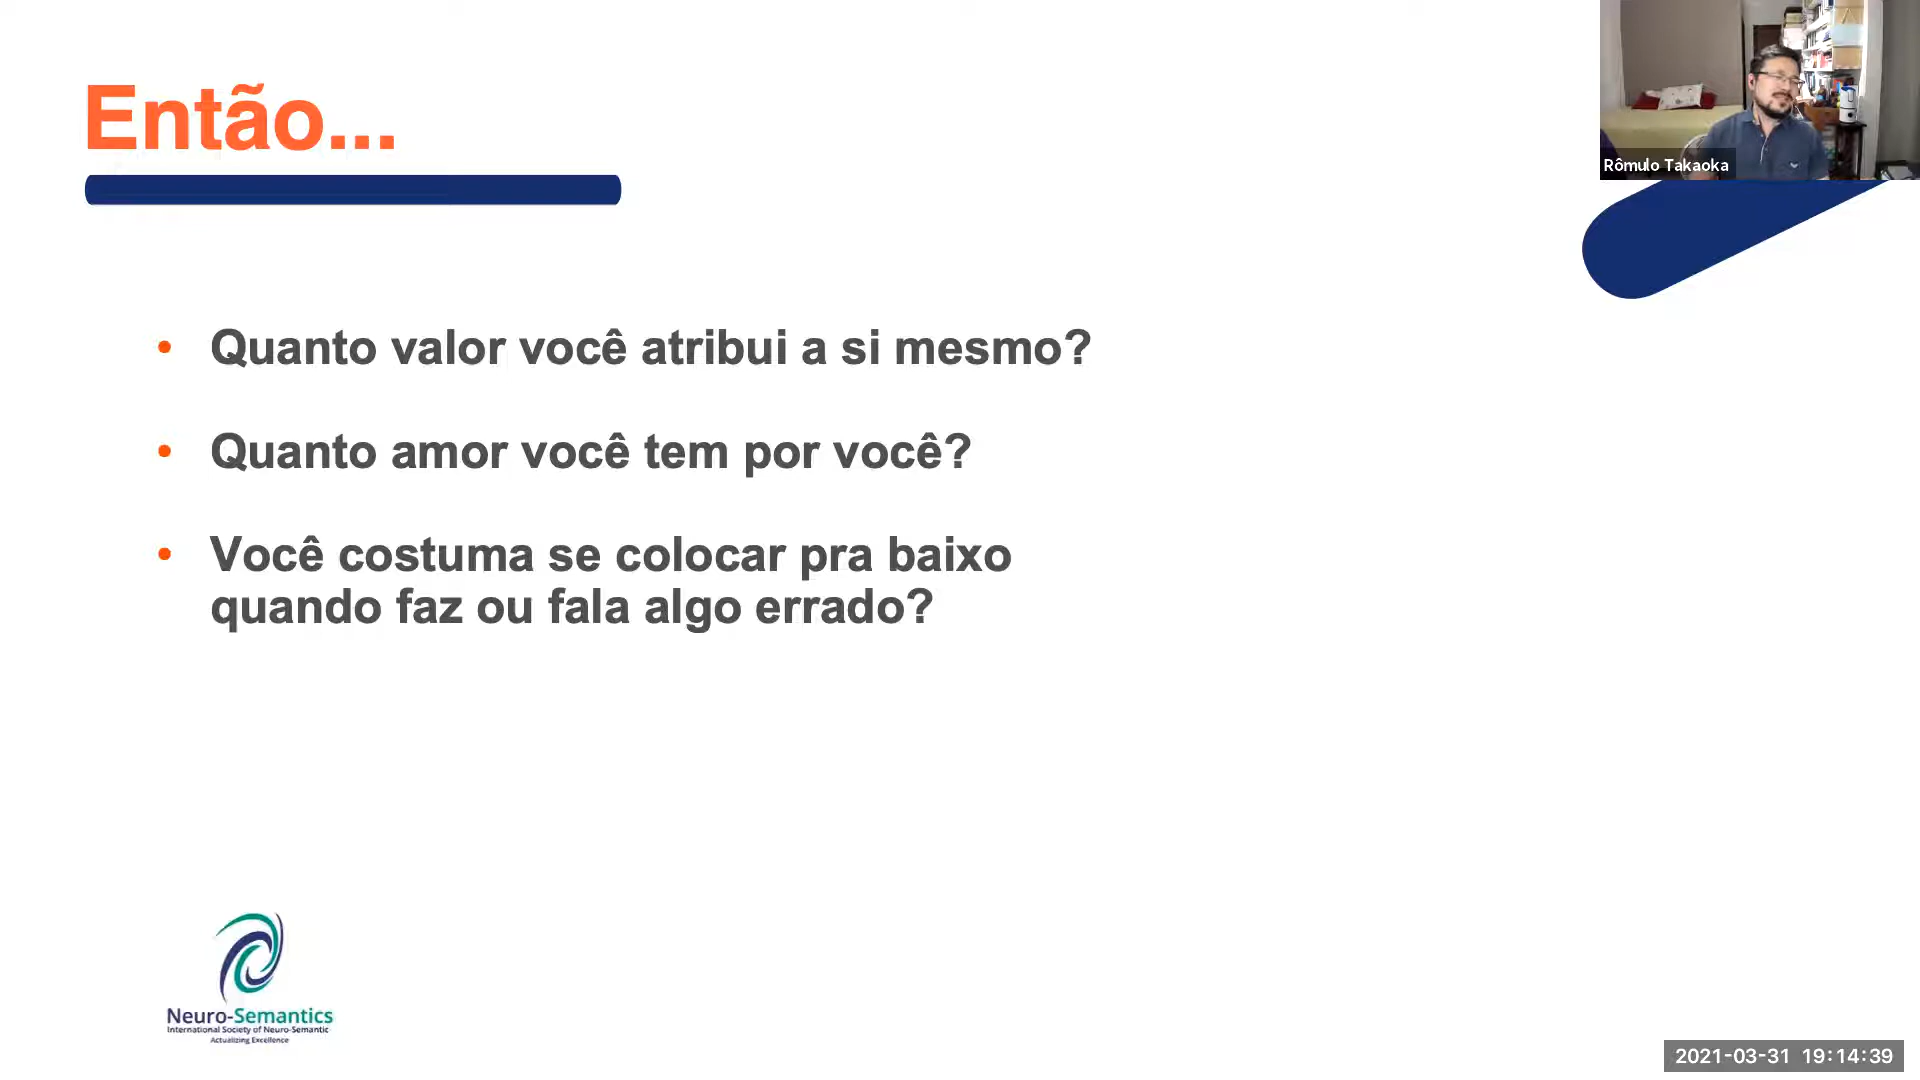 Então...
Rômulo Takaoka
• Quanto valor você atribui a si mesmo?
• Quanto amor você tem por você?
• Você costuma se colocar pra baixo
quando faz ou fala algo errado?
Neuro-Semantics
International Society of Neuro-Semantic
Actualizing Excellence
2021-03-31 19:14:39